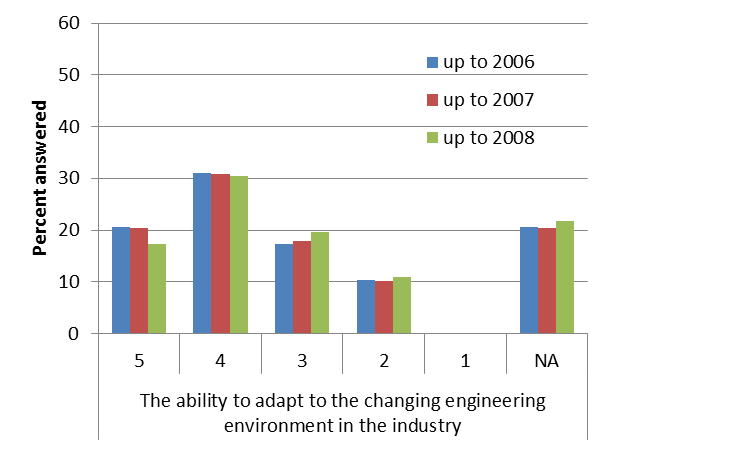 60
50
40
30
20
10
0
Percent answered
up to 2006
up to 2007
up to 2008
5 4 3 2 1 NA
The ability to adapt to the changing engineering
environment in the industry